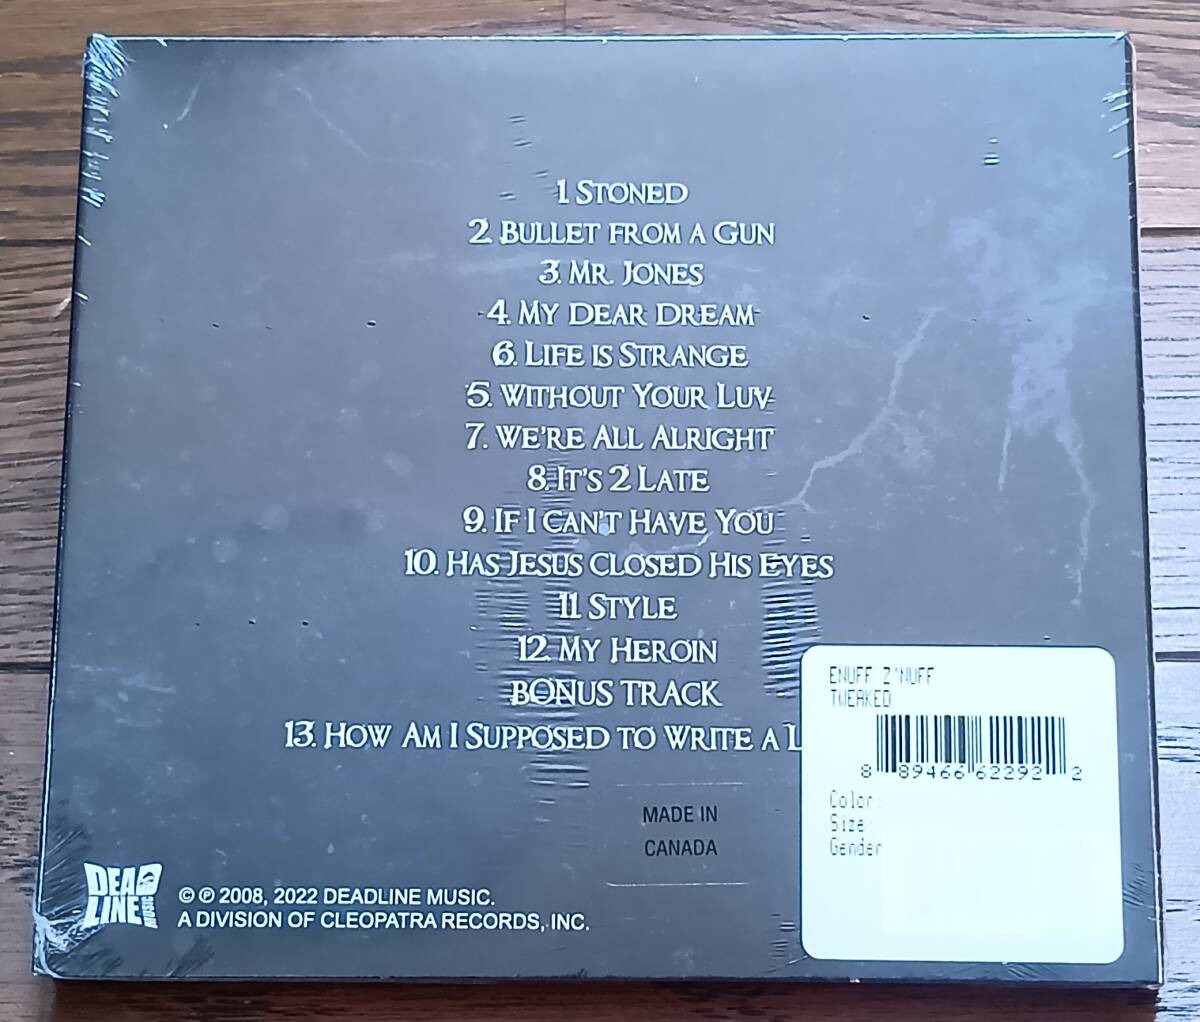 1 STONED
2. BULLET FROM A GUN
3. MR. JONES
4. MY DEAR DREAM
6. LIFE IS STRANGE
5. WITHOUT YOUR LUV
7. WE'RE ALL ALRIGHT
8. IT'S 2 LATE
9. IF I CAN'T HAVE YOU
10. HAS JESUS CLOSED HIS EYES
11 STYLE
12. MY HEROIN
BONUS TRACK
13. HOW AM I SUPPOSED TO WRITE A L
ENUFF Z'NUFF
TWEAKED
8 89466 62292 2
Color:
Size:
Gender
MADE IN
CANADA
DEAD
LINE
MUSIC
© ℗ 2008, 2022 DEADLINE MUSIC.
A DIVISION OF CLEOPATRA RECORDS, INC.